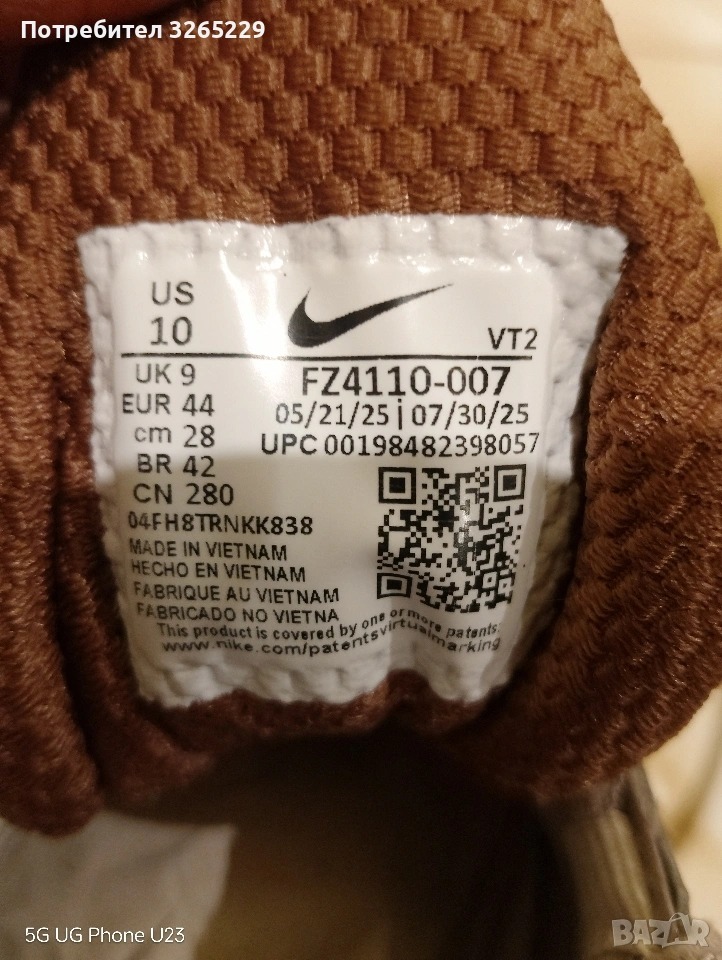 Потребител 3265229
US
10
VT2
UK 9
FZ4110-007
EUR 44
05/21/25 | 07/30/25
cm 28
UPC 00198482398057
BR 42
CN 280
04FH8TRNKK838
MADE IN VIETNAM
HECHO EN VIETNAM
FABRIQUE AU VIETNAM
FABRICADO NO VIETNA
This product is covered by one or more patents:
www.nike.com/patentsvirtualmarking
5G UG Phone U23
BAZAR